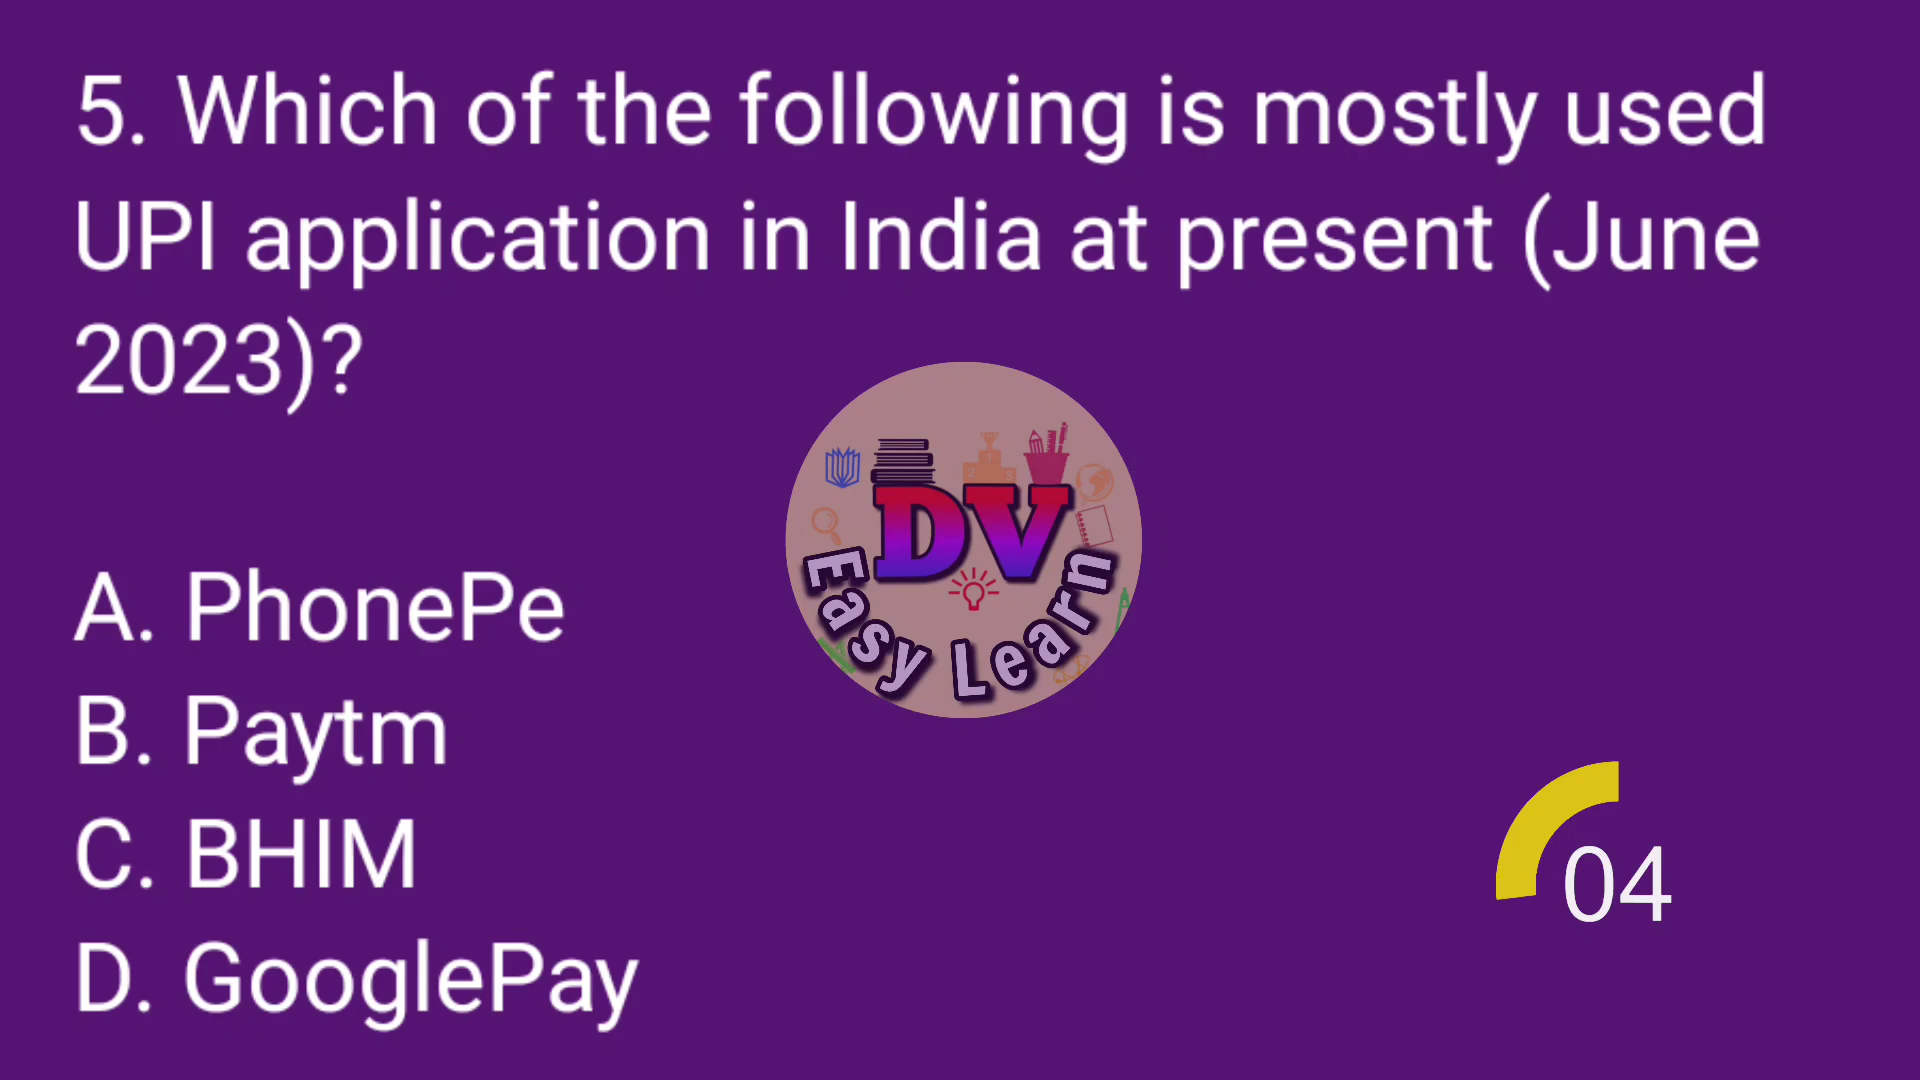 5. Which of the following is mostly used
UPI application in India at present (June
2023)?
DV
Easy Learn
A. PhonePe
B. Paytm
C. BHIM
D. GooglePay
04